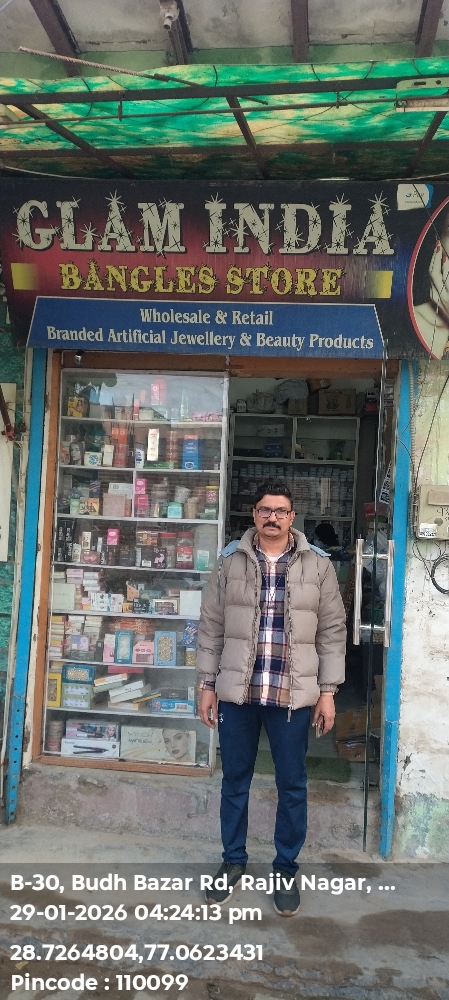 GLAM INDIA
BANGLES STORE
Wholesale & Retail
Branded Artificial Jewellery & Beauty Products
B-30, Budh Bazar Rd, Rajiv Nagar, ...
29-01-2026 04:24:13 pm
28.7264804,77.0623431
Pincode : 110099